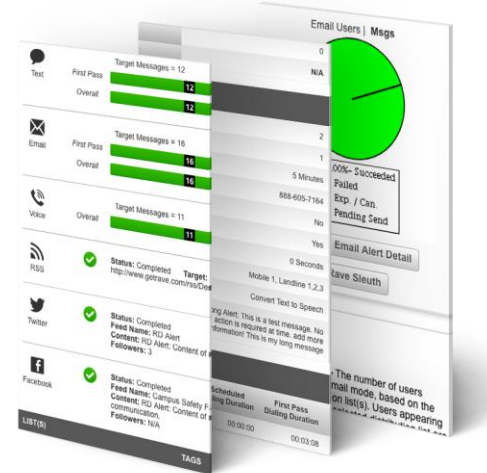 Text
First Pass
Target Messages = 12
12
Overall
12
Email
First Pass
Target Messages = 16
16
Overall
16
Voice
Overall
Target Messages = 11
11
RSS
Status: Completed Target:
http://www.getrave.com/rss/De
Twitter
Status: Completed
Feed Name: RD Alert
Content: RD Alert: Content of
Followers: 3
Facebook
Status: Completed
Feed Name: Campus Safety
Content: RD Alert: Content of
communication.
Followers: N/A
LIST(S)
TAGS
0
N/A
2
1
5 Minutes
888-605-7164
No
Yes
0 Seconds
Mobile 1, Landline 1,2,3
Convert Text to Speech
Alert: This is a test message. No
action is required at time. add more
This is my long message
Scheduled
Dialing Duration
First Pass
Dialing Duration
00:00:00
00:03:08
Email Users | Msgs
Succeeded
Failed
Exp. / Can.
Pending Send
Email Alert Detail
Sleuth
The number of users
mail mode, based on the
on list(s). Users appearing